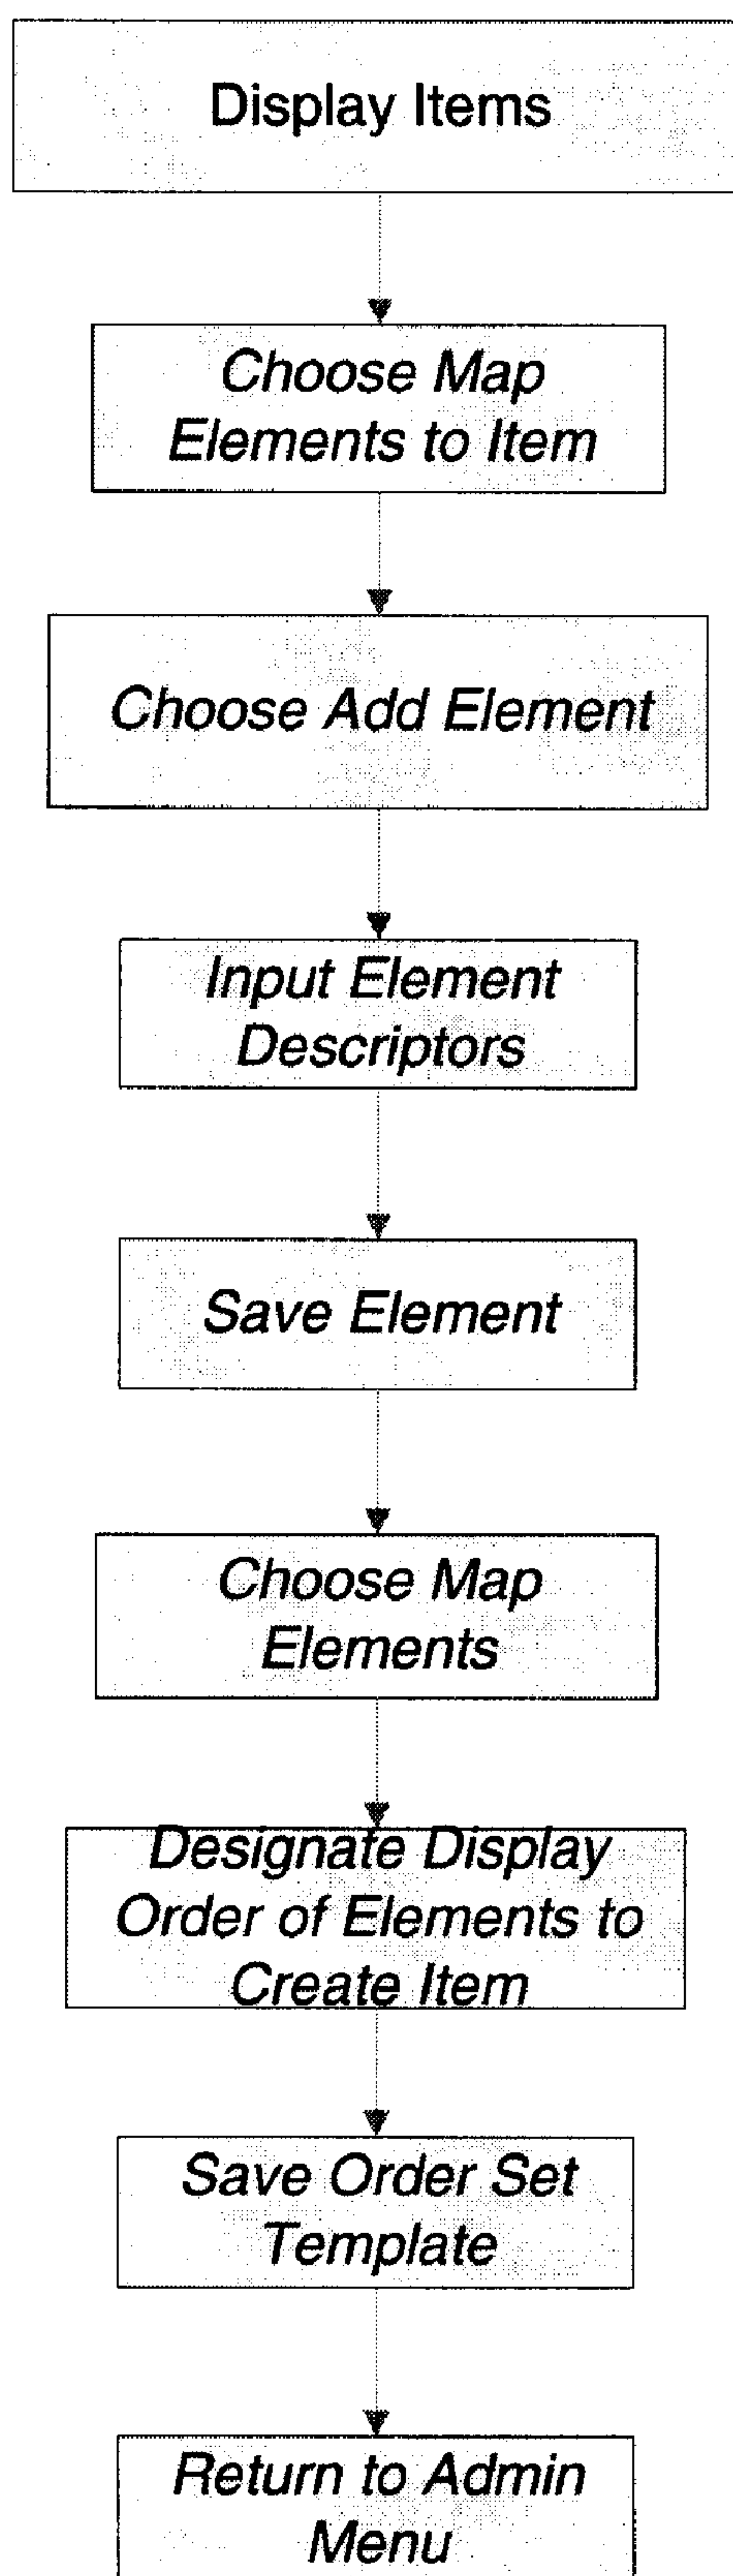 Display Items
Choose Map
Elements to Item
Choose Add Element
Input Element
Descriptors
Save Element
Choose Map
Elements
Designate Display
Order of Elements to
Create Item
Save Order Set
Template
Return to Admin
Menu